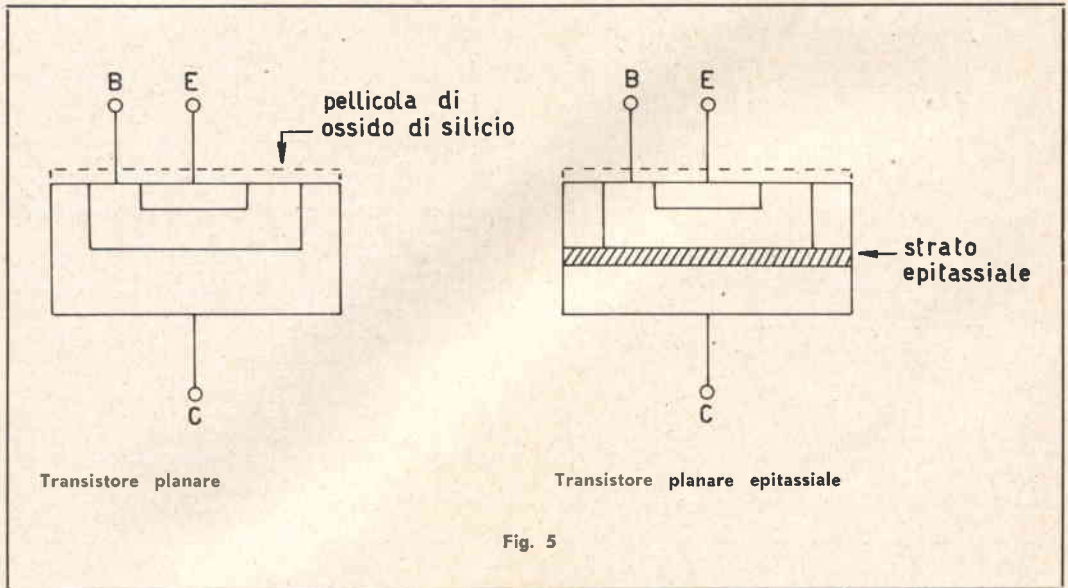 B E
pellicola di
ossido di silicio
C
Transistore planare
B E
strato
epitassiale
C
Transistore planare epitassiale
Fig. 5